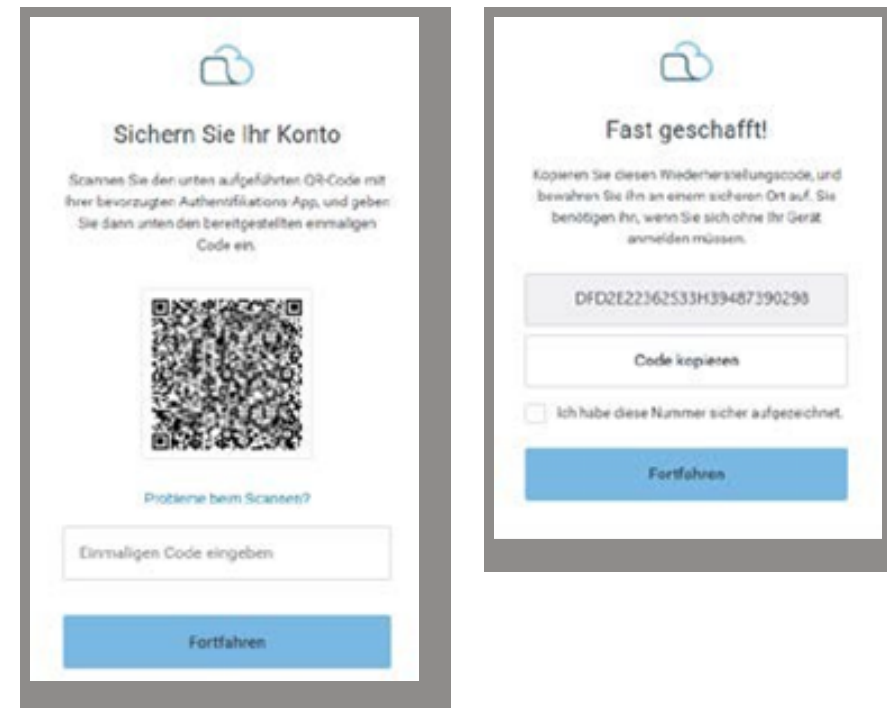 Sichern Sie Ihr Konto
Scannen Sie den unten aufgeführten QR-Code mit
Ihrer bevorzugten Authentifikations-App, und geben
Sie dann unten den bereitgestellten einmaligen
Code ein.
Probleme beim Scannen?
Einmaligen Code eingeben
Fortfahren
Fast geschafft!
Kopieren Sie diesen Wiederherstellungscode, und
bewahren Sie ihn an einem sicheren Ort auf. Sie
benötigen ihn, wenn Sie sich ohne Ihr Gerät
anmelden müssen.
DFD2E22362533H39487390298
Code kopieren
Ich habe diese Nummer sicher aufgezeichnet.
Fortfahren